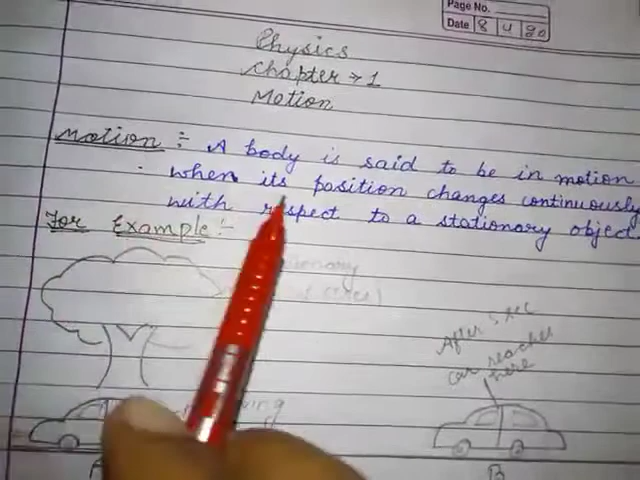 Page No.
Date 8 4 20
Physics
Chapter → 1
Motion
Motion :- A body is said to be in motion
when its position changes continuously
with respect to a stationary object
For Example :-
After 5 sec
car reaches
here
B